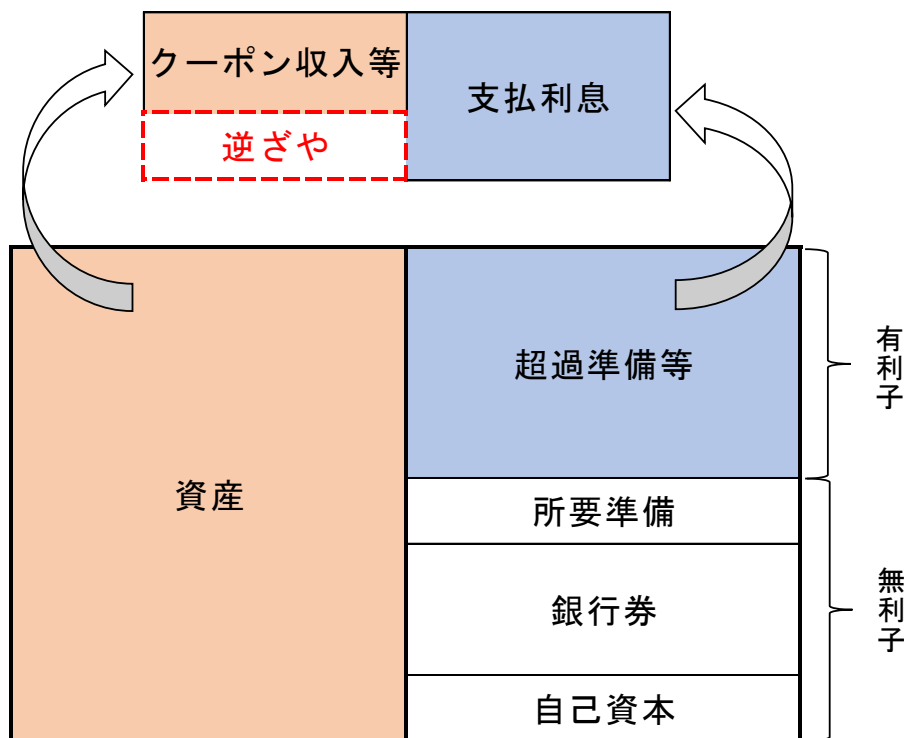 クーポン収入等
支払利息
逆ざや
資産
超過準備等
所要準備
銀行券
自己資本
有利子
無利子